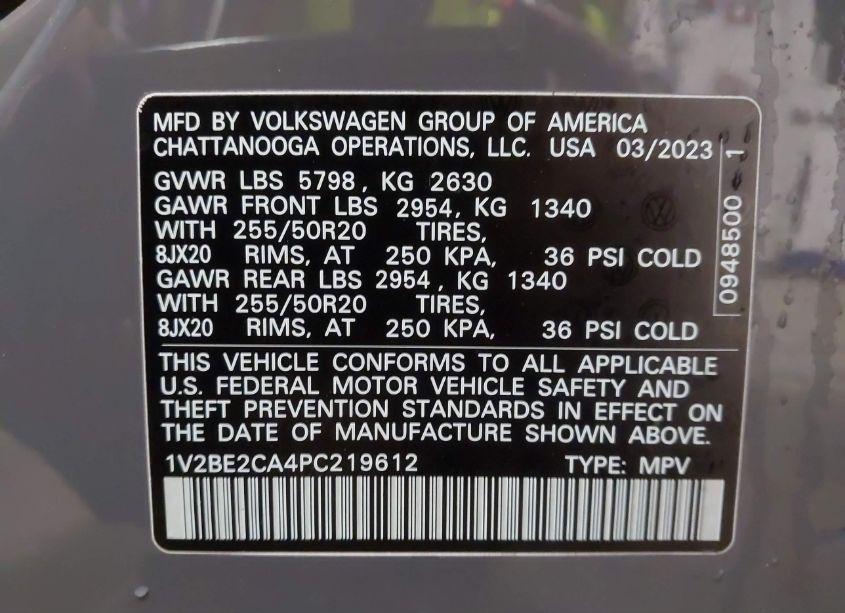 MFD BY VOLKSWAGEN GROUP OF AMERICA
CHATTANOOGA OPERATIONS, LLC. USA 03/2023
GVWR LBS 5798, KG 2630
GAWR FRONT LBS 2954, KG 1340
WITH 255/50R20 TIRES,
8JX20 RIMS, AT 250 KPA, 36 PSI COLD
GAWR REAR LBS 2954, KG 1340
WITH 255/50R20 TIRES,
8JX20 RIMS, AT 250 KPA, 36 PSI COLD
THIS VEHICLE CONFORMS TO ALL APPLICABLE
U.S. FEDERAL MOTOR VEHICLE SAFETY AND
THEFT PREVENTION STANDARDS IN EFFECT ON
THE DATE OF MANUFACTURE SHOWN ABOVE.
1V2BE2CA4PC219612 TYPE: MPV
0948500 1